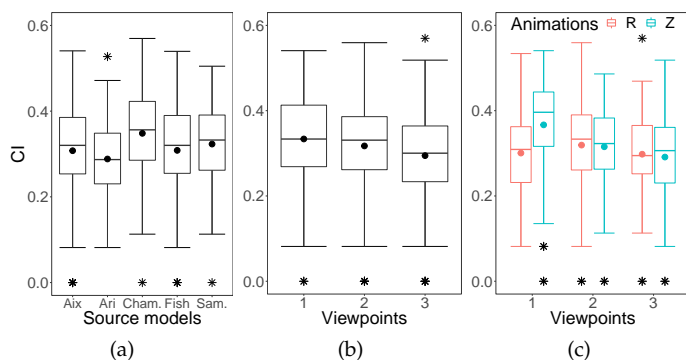 Animations R Z
0.6
0.4
0.2
0.0
CI
Aix Ari Cham. Fish Sam.
Source models
(a)
0.6
0.4
0.2
0.0
1 2 3
Viewpoints
(b)
0.6
0.4
0.2
0.0
1 2 3
Viewpoints
(c)